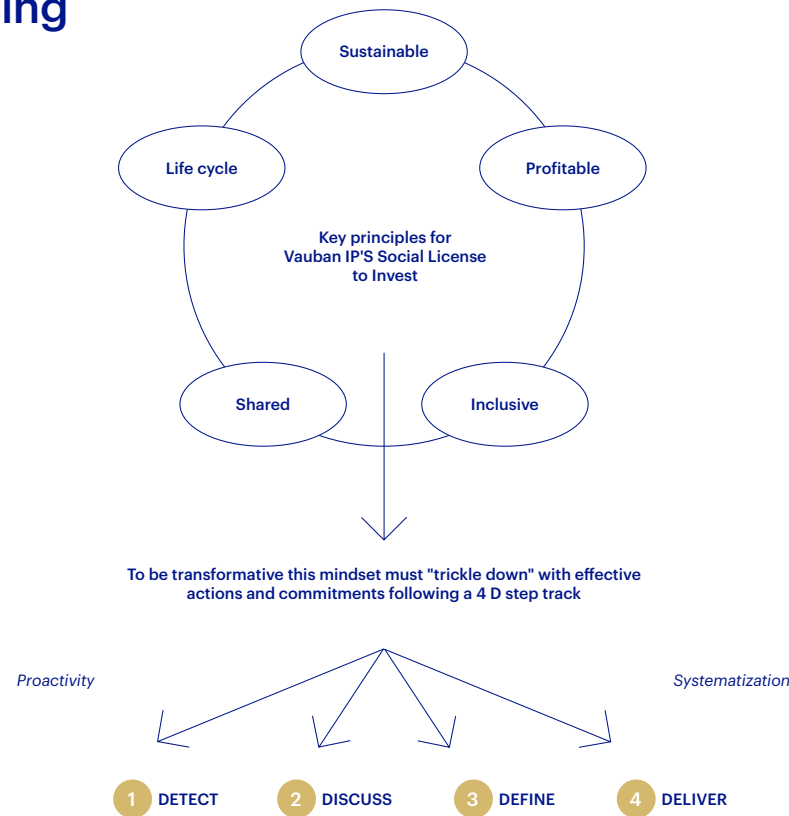 ing
Sustainable
Life cycle
Profitable
Key principles for
Vauban IP'S Social License
to Invest
Shared
Inclusive
To be transformative this mindset must "trickle down" with effective
actions and commitments following a 4 D step track
Proactivity
Systematization
1 DETECT
2 DISCUSS
3 DEFINE
4 DELIVER